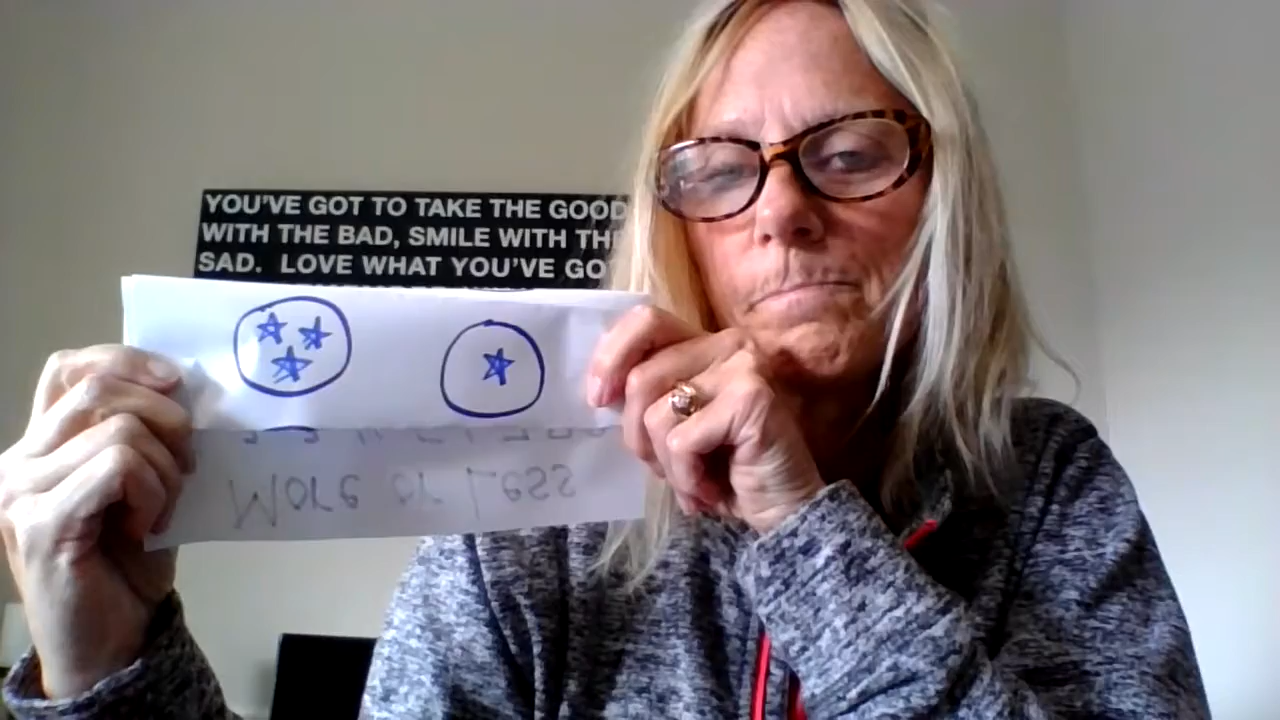 YOU'VE GOT TO TAKE THE GOOD
WITH THE BAD, SMILE WITH THE
SAD. LOVE WHAT YOU'VE GO
More or Less